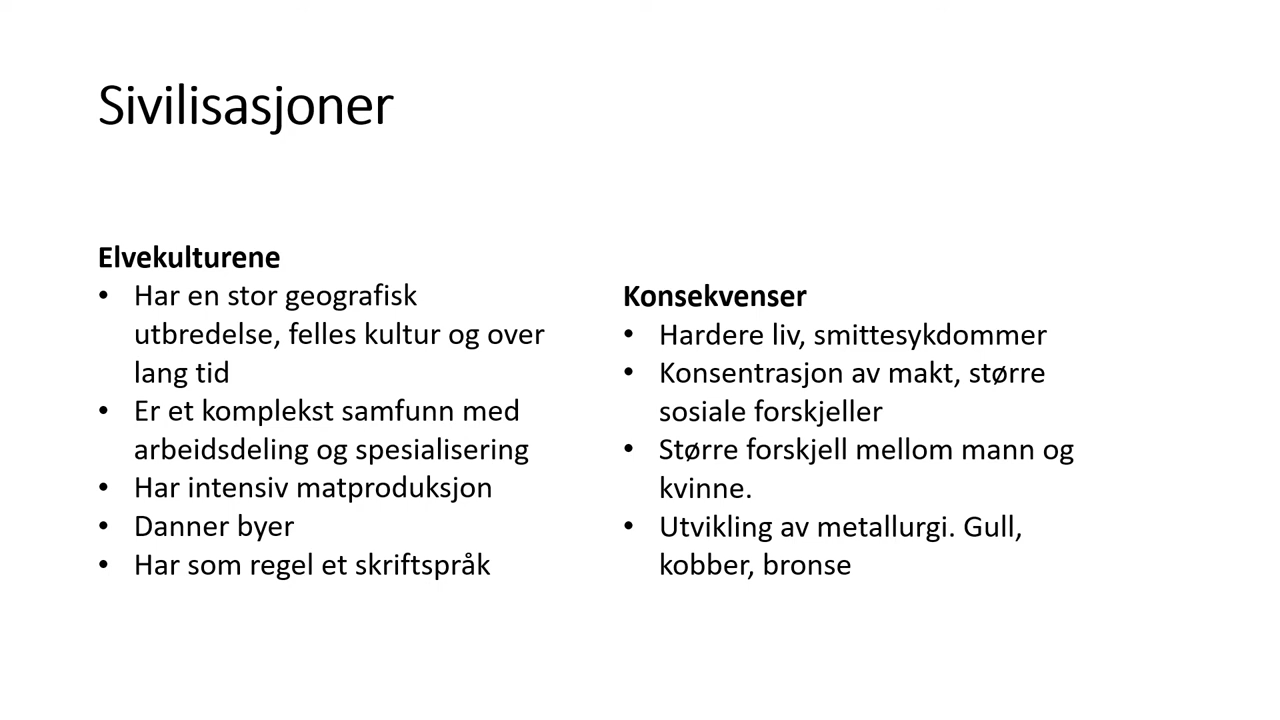 Sivilisasjoner
Elvekulturene
• Har en stor geografisk
utbredelse, felles kultur og over
lang tid
• Er et komplekst samfunn med
arbeidsdeling og spesialisering
• Har intensiv matproduksjon
• Danner byer
• Har som regel et skriftspråk
Konsekvenser
• Hardere liv, smittesykdommer
• Konsentrasjon av makt, større
sosiale forskjeller
• Større forskjell mellom mann og
kvinne.
• Utvikling av metallurgi. Gull,
kobber, bronse